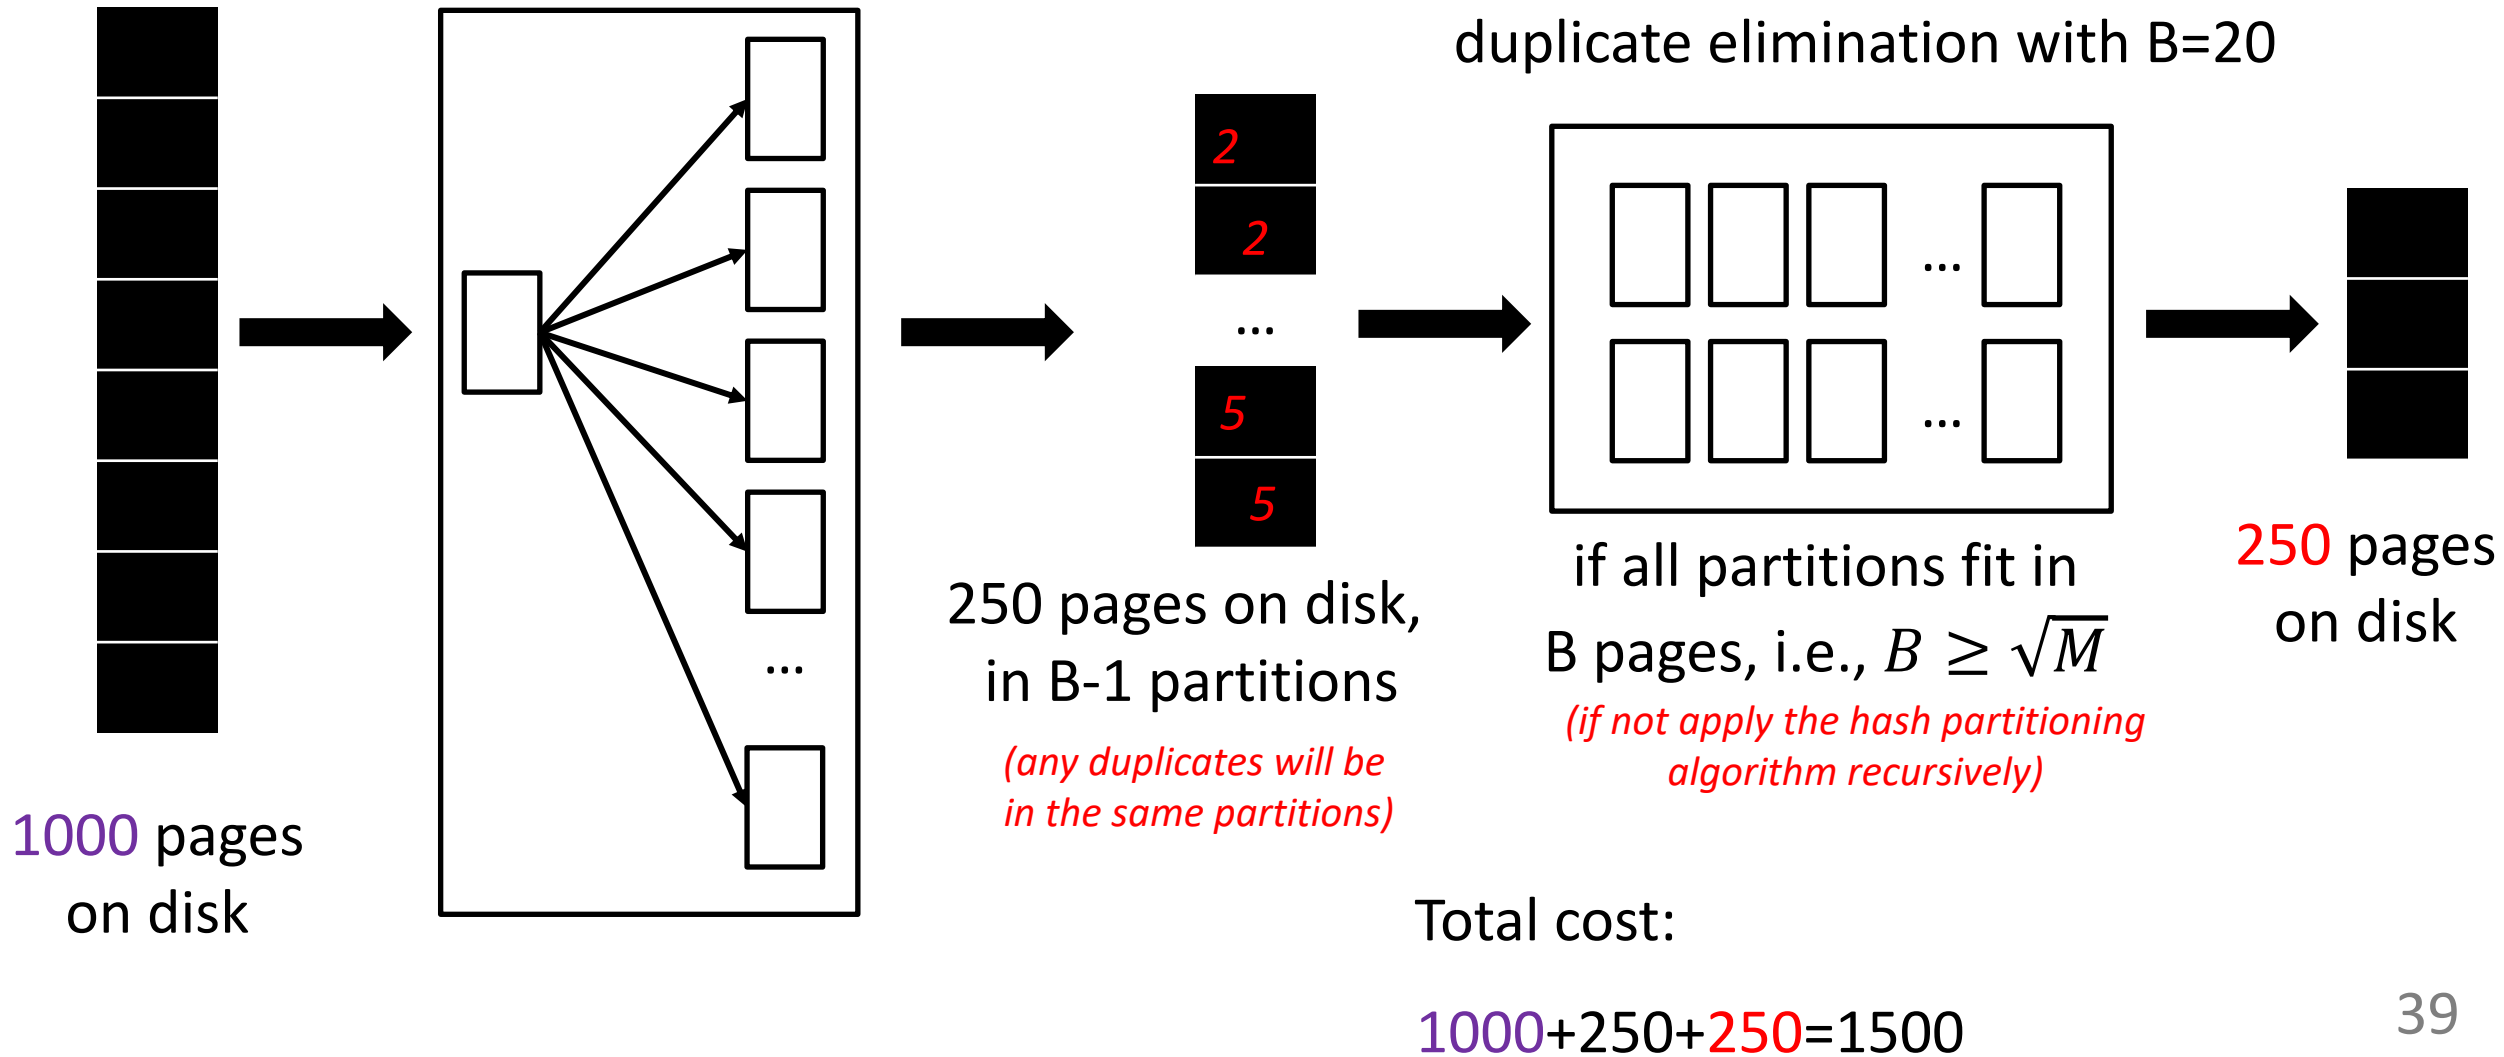 duplicate elimination with B=20
2
2
...
5
5
...
...
...
1000 pages
on disk
250 pages on disk,
in B-1 partitions
(any duplicates will be
in the same partitions)
if all partitions fit in
B pages, i.e., B ≥ √M
(if not apply the hash partitioning
algorithm recursively)
250 pages
on disk
Total cost:
1000+250+250=1500
39